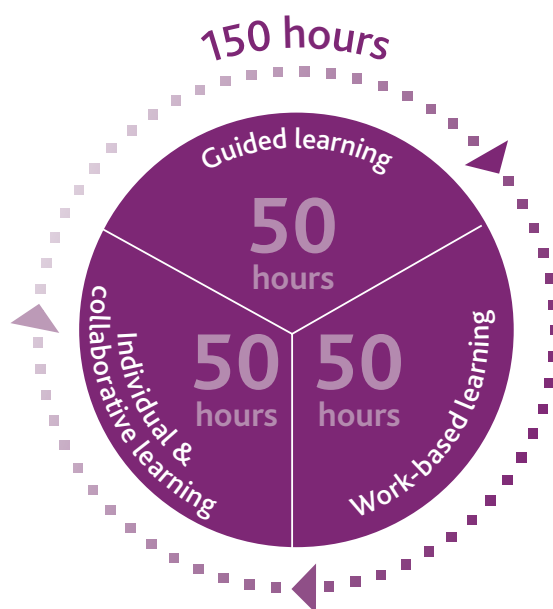 150 hours
Guided learning
50
hours
Individual &
collaborative learning
50
hours
50
hours
Work-based learning